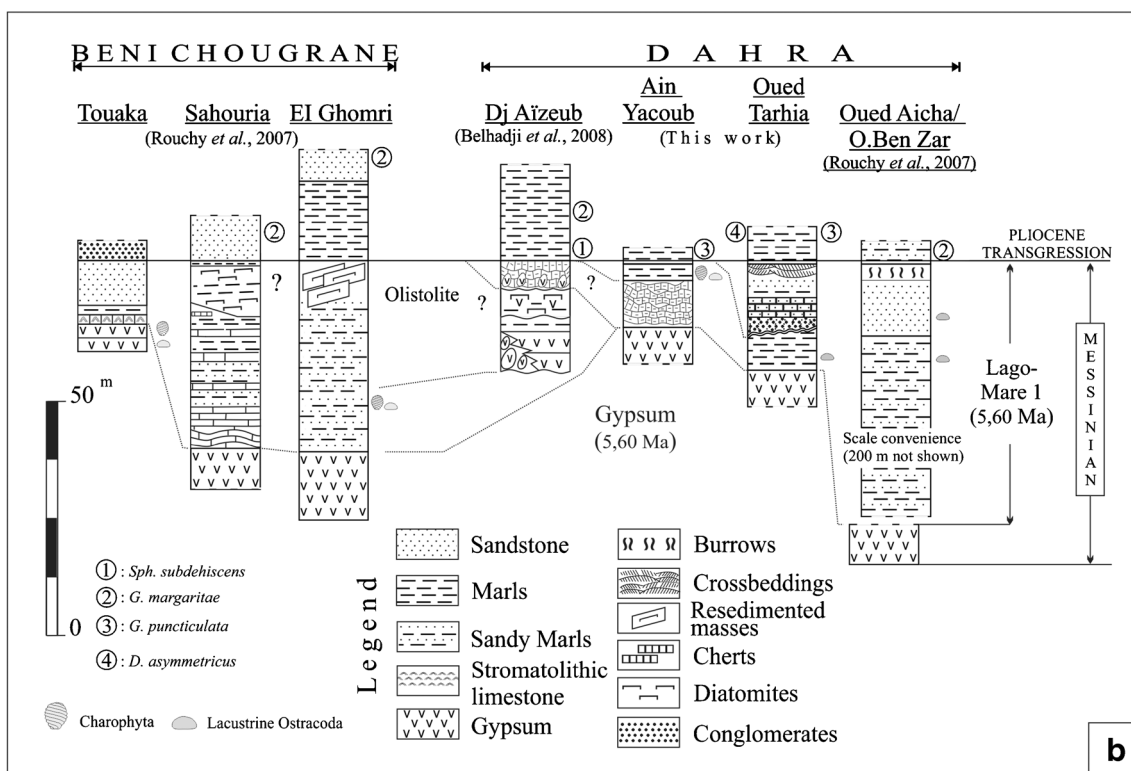 BENICHOUGRANE
DAHRA
Touaka
Sahouria
EI Ghomri
(Rouchy et al., 2007)
Dj Aïzeub
(Belhadji et al., 2008)
Ain
Yacoub
Oued
Tarhia
(This work)
Oued Aicha/
O.Ben Zar
(Rouchy et al., 2007)
2
2
?
Olistolite
?
2
1
?
3
4
3
2
PLIOCENE
TRANSGRESSION
50 m
0
Gypsum
(5,60 Ma)
Scale convenience
(200 m not shown)
Lago-
Mare 1
(5,60 Ma)
MESSINIAN
1 : Sph. subdehiscens
2 : G. margaritae
3 : G. puncticulata
4 : D. asymmetricus
Charophyta
Lacustrine Ostracoda
Legend
Sandstone
Marls
Sandy Marls
Stromatolithic
limestone
Gypsum
Burrows
Crossbeddings
Resedimented
masses
Cherts
Diatomites
Conglomerates
b